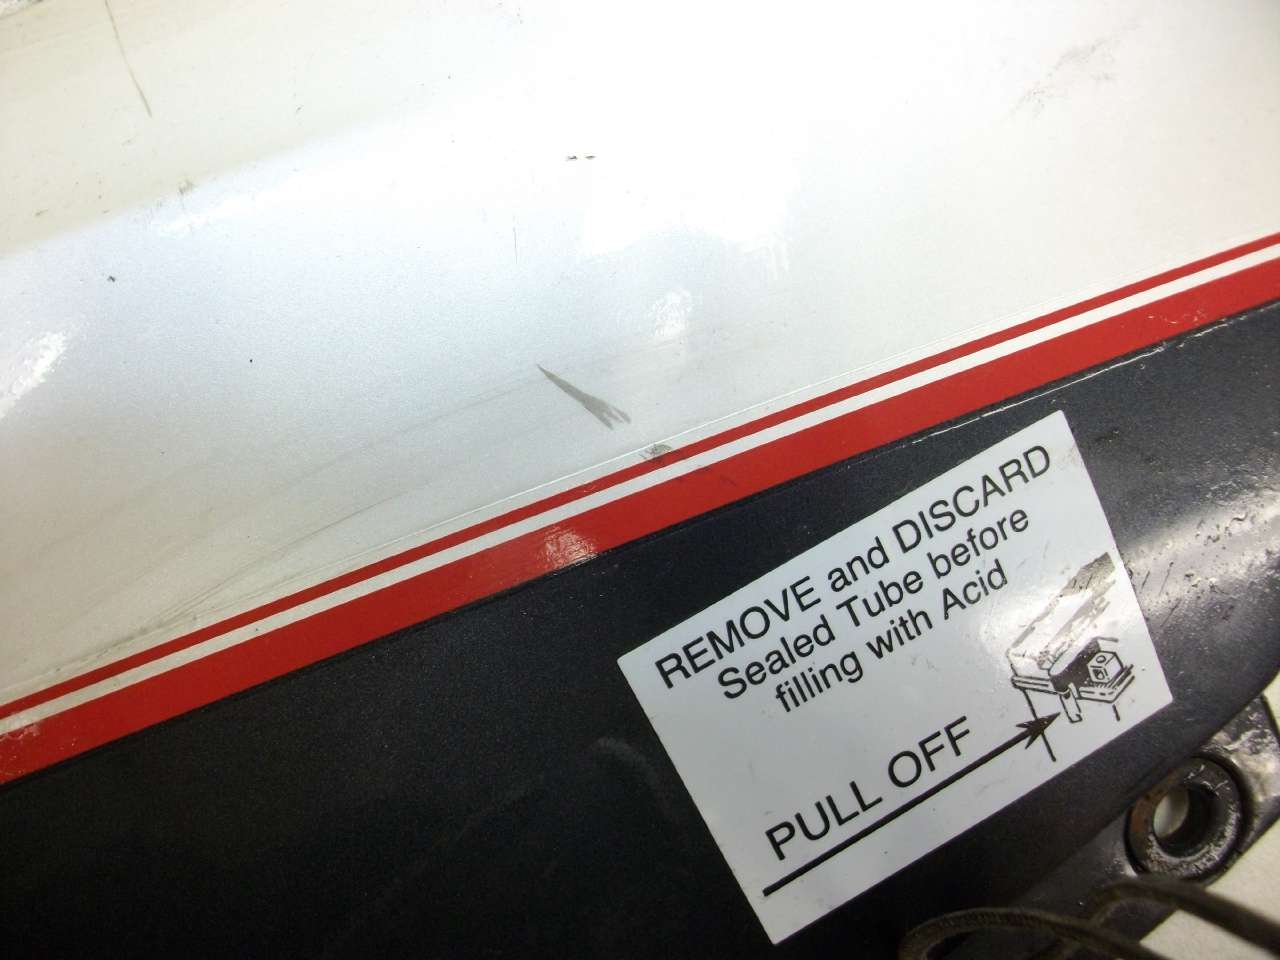 REMOVE and DISCARD
Sealed Tube before
filling with Acid
PULL OFF